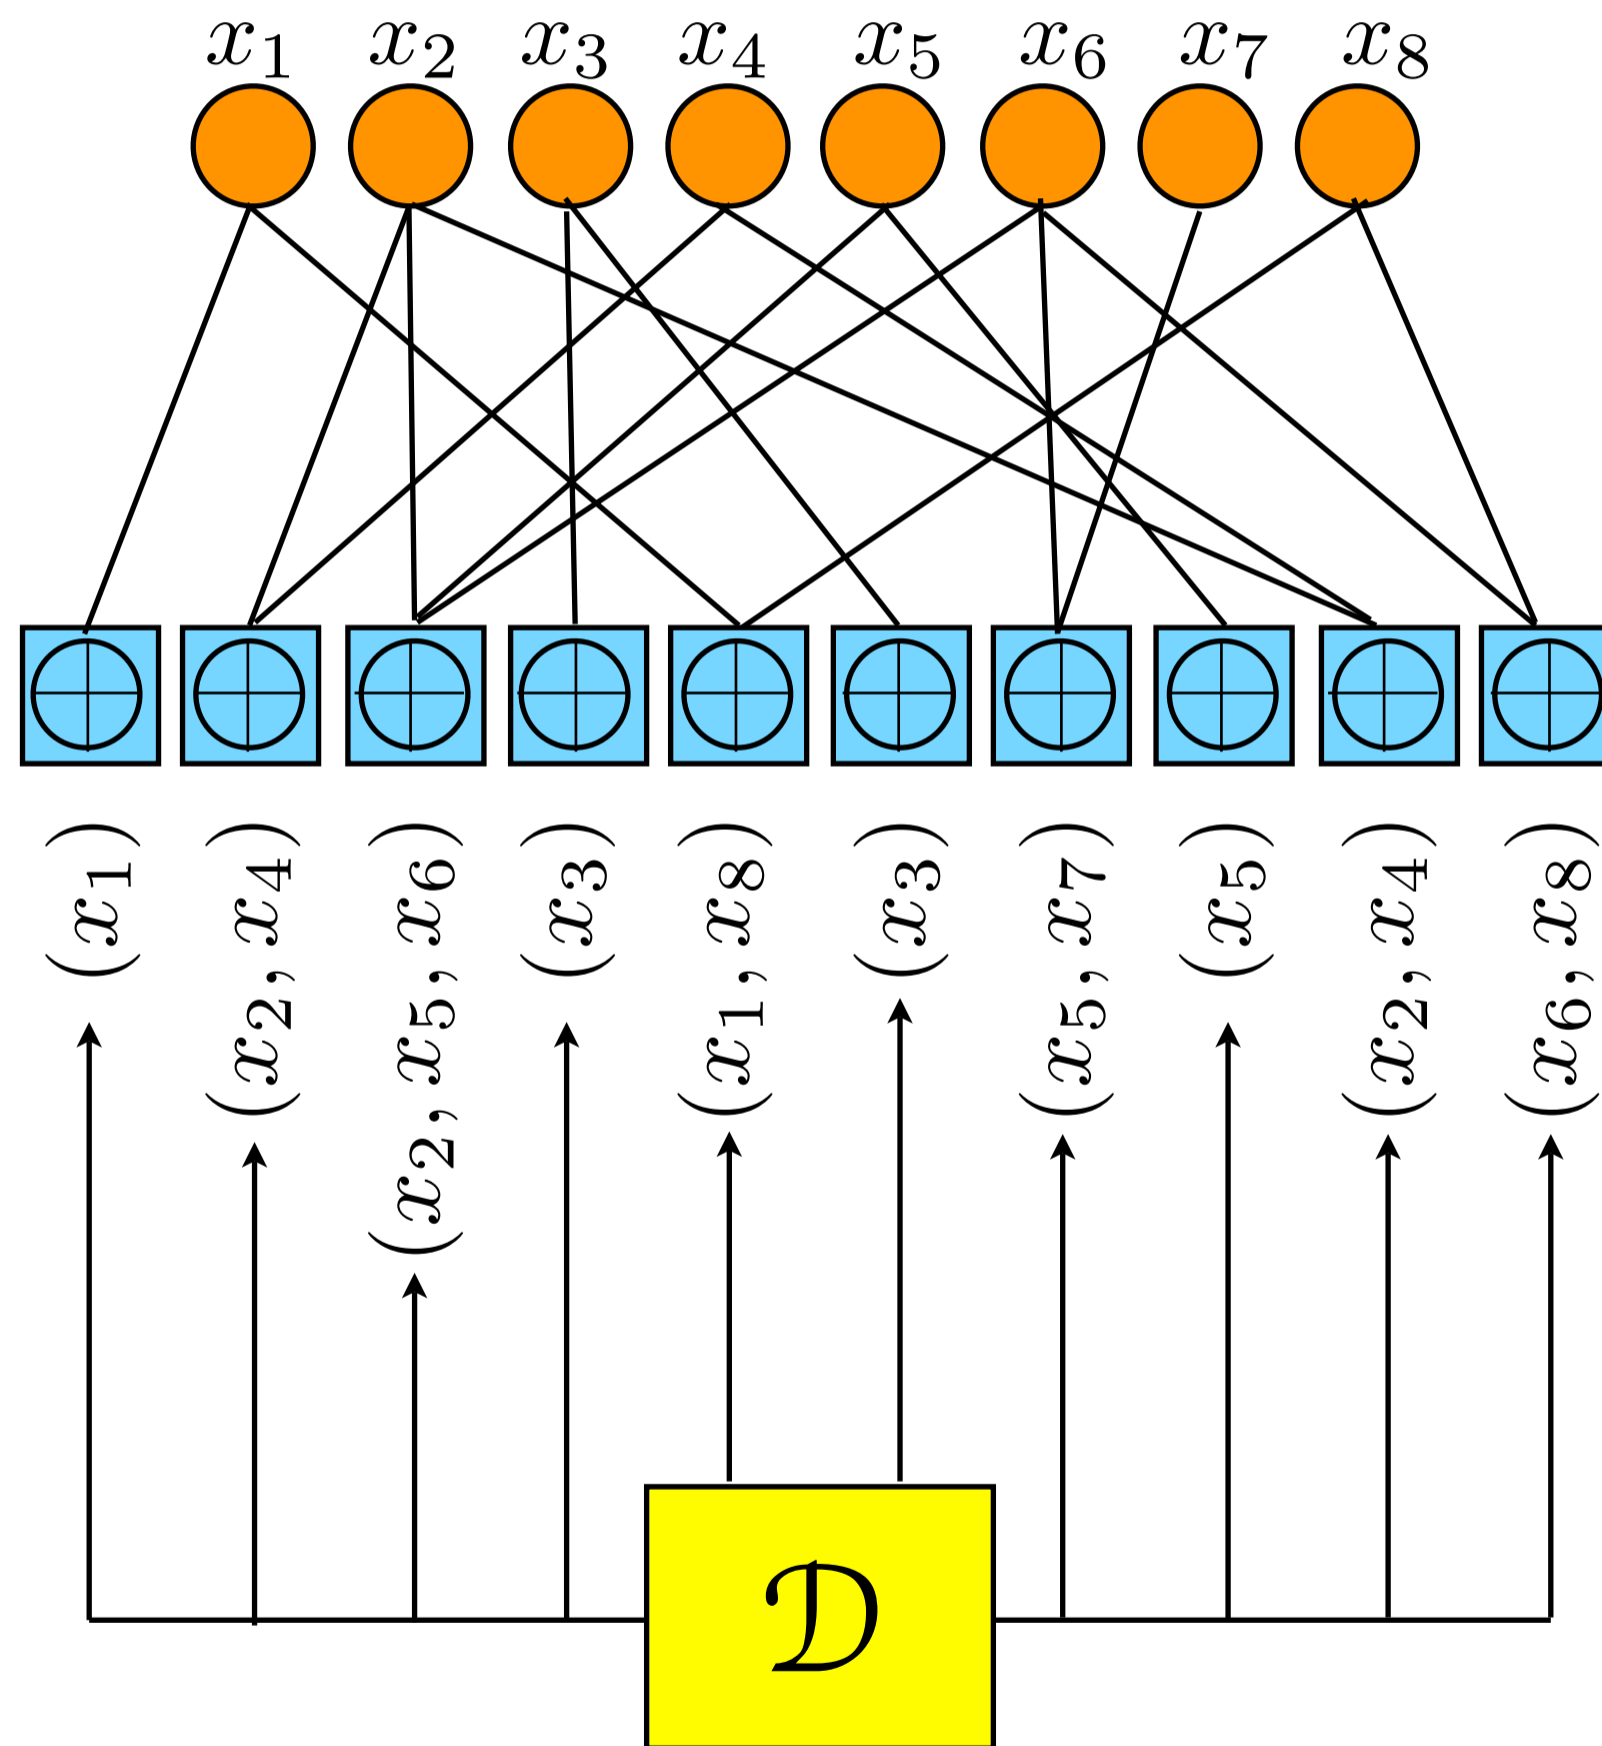 x₁ x₂ x₃ x₄ x₅ x₆ x₇ x₈
(x₁)
(x₂, x₄)
(x₂, x₅, x₆)
(x₃)
(x₁, x₈)
(x₃)
(x₅, x₇)
(x₅)
(x₂, x₄)
(x₆, x₈)
𝒟